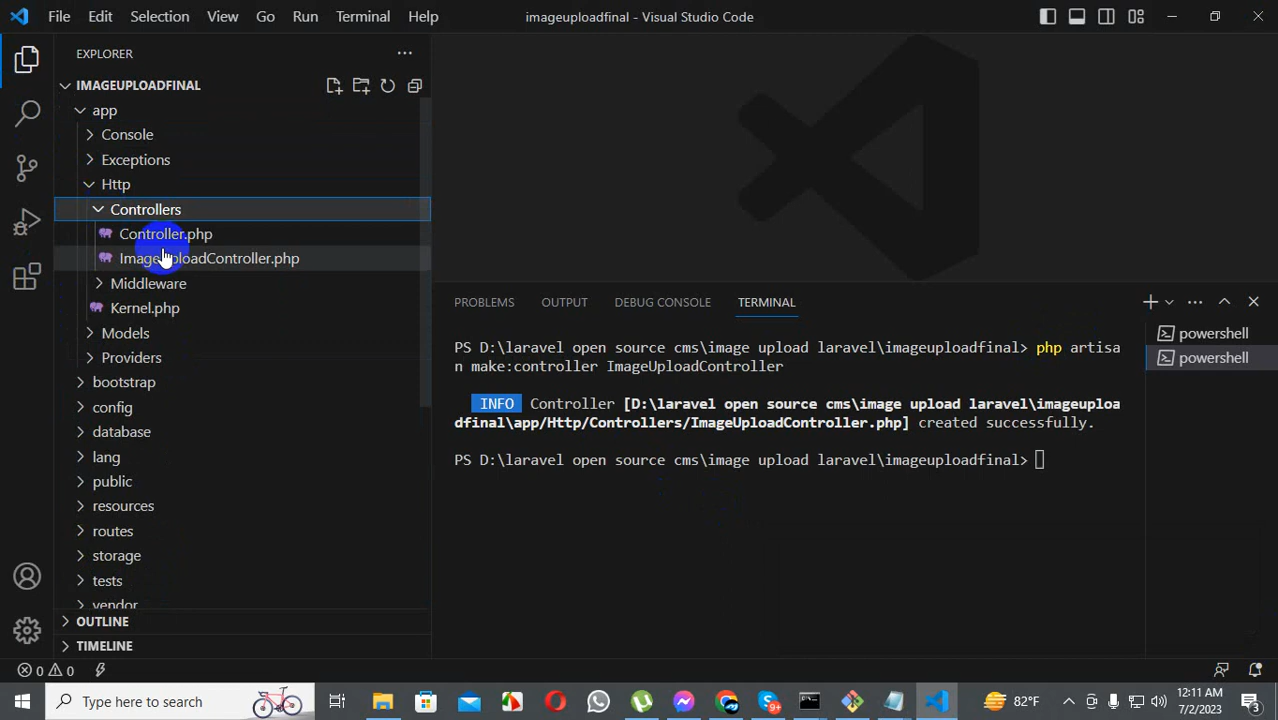 File Edit Selection View Go Run Terminal Help
imageuploadfinal - Visual Studio Code
EXPLORER
IMAGEUPLOADFINAL
app
Console
Exceptions
Http
Controllers
Controller.php
ImageUploadController.php
Middleware
Kernel.php
Models
Providers
bootstrap
config
database
lang
public
resources
routes
storage
tests
vendor
OUTLINE
TIMELINE
PROBLEMS OUTPUT DEBUG CONSOLE TERMINAL
PS D:\laravel open source cms\image upload laravel\imageuploadfinal> php artisa
n make:controller ImageUploadController
INFO Controller [D:\laravel open source cms\image upload laravel\imageuploa
dfinal\app/Http/Controllers/ImageUploadController.php] created successfully.
PS D:\laravel open source cms\image upload laravel\imageuploadfinal>
powershell
powershell
0 0
Type here to search
9+
82°F
12:11 AM
7/2/2023
3